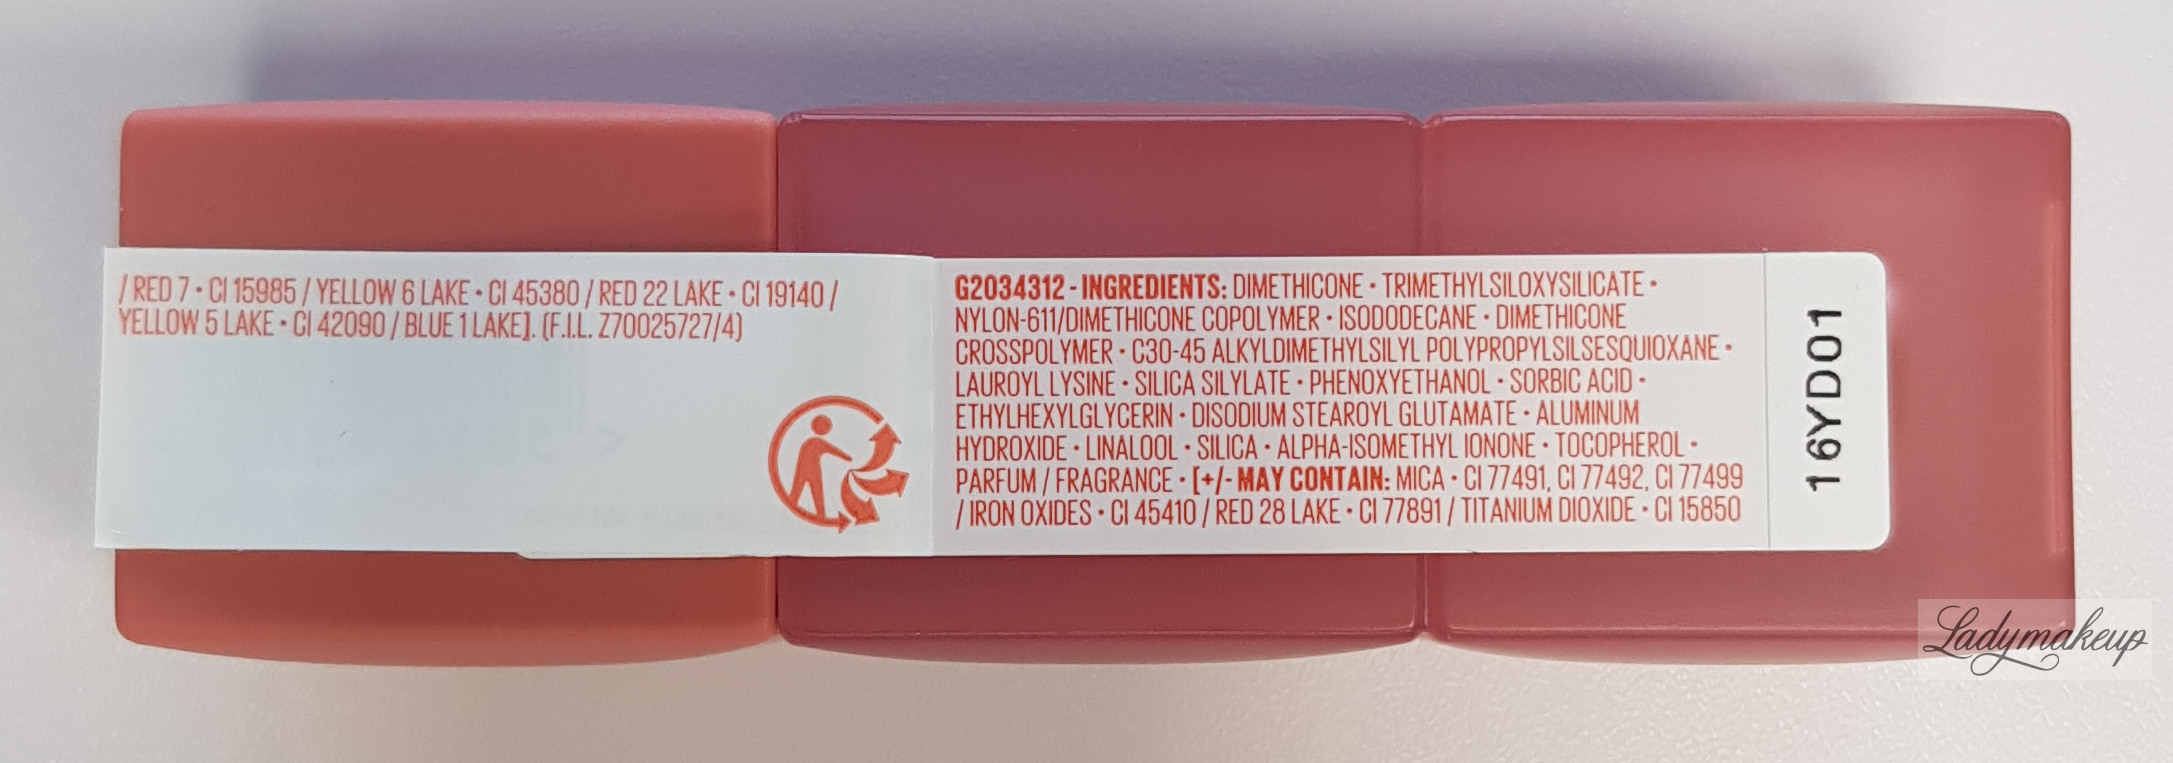 / RED 7 • CI 15985 / YELLOW 6 LAKE • CI 45380 / RED 22 LAKE • CI 19140 /
YELLOW 5 LAKE • CI 42090 / BLUE 1 LAKE]. (F.I.L. Z70025727/4)
G2034312 - INGREDIENTS: DIMETHICONE • TRIMETHYLSILOXYSILICATE •
NYLON-611/DIMETHICONE COPOLYMER • ISODODECANE • DIMETHICONE
CROSSPOLYMER • C30-45 ALKYLDIMETHYLSILYL POLYPROPYLSILSESQUIOXANE •
LAUROYL LYSINE • SILICA SILYLATE • PHENOXYETHANOL • SORBIC ACID •
ETHYLHEXYLGLYCERIN • DISODIUM STEAROYL GLUTAMATE • ALUMINUM
HYDROXIDE • LINALOOL • SILICA • ALPHA-ISOMETHYL IONONE • TOCOPHEROL •
PARFUM / FRAGRANCE • [+/- MAY CONTAIN: MICA • CI 77491, CI 77492, CI 77499
/ IRON OXIDES • CI 45410 / RED 28 LAKE • CI 77891 / TITANIUM DIOXIDE • CI 15850
16YD01
Ladymakeup